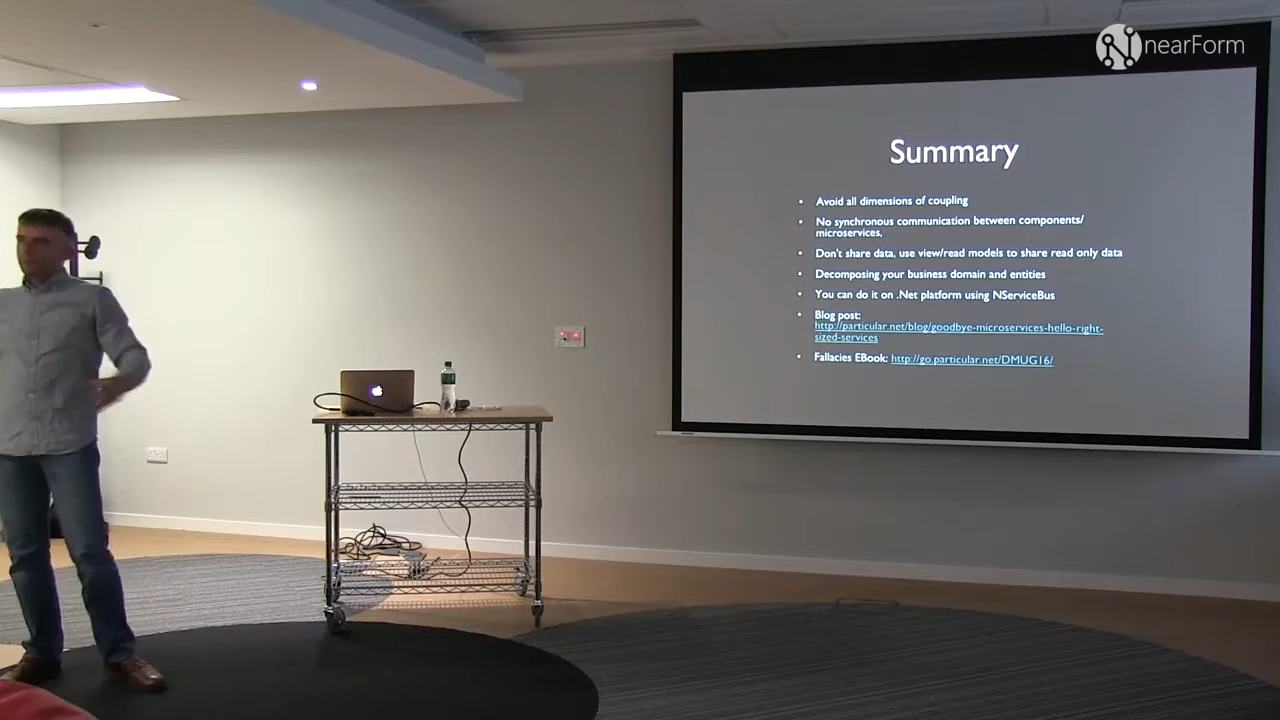 nearForm
Summary
• Avoid all dimensions of coupling
• No synchronous communication between components/
microservices,
• Don't share data, use view/read models to share read only data
• Decomposing your business domain and entities
• You can do it on .Net platform using NServiceBus
• Blog post:
http://particular.net/blog/goodbye-microservices-hello-right-
sized-services
• Fallacies EBook: http://go.particular.net/DMUG16/